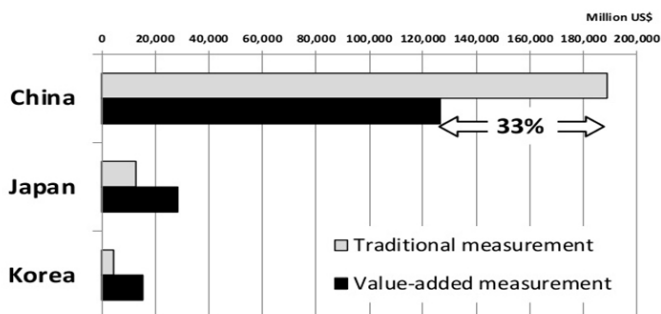 Million US$
0 20,000 40,000 60,000 80,000 100,000 120,000 140,000 160,000 180,000 200,000
China
33%
Japan
Traditional measurement
Korea
Value-added measurement